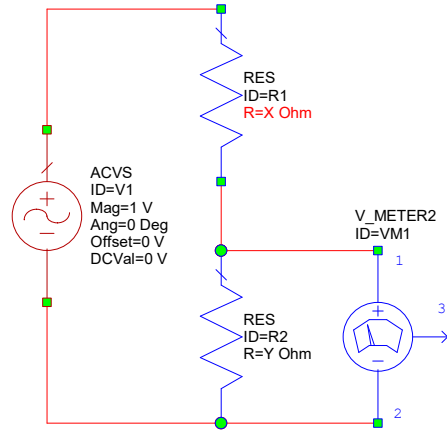 RES
ID=R1
R=X Ohm
ACVS
ID=V1
Mag=1 V
Ang=0 Deg
Offset=0 V
DCVal=0 V
V_METER2
ID=VM1
1
3
RES
ID=R2
R=Y Ohm
2